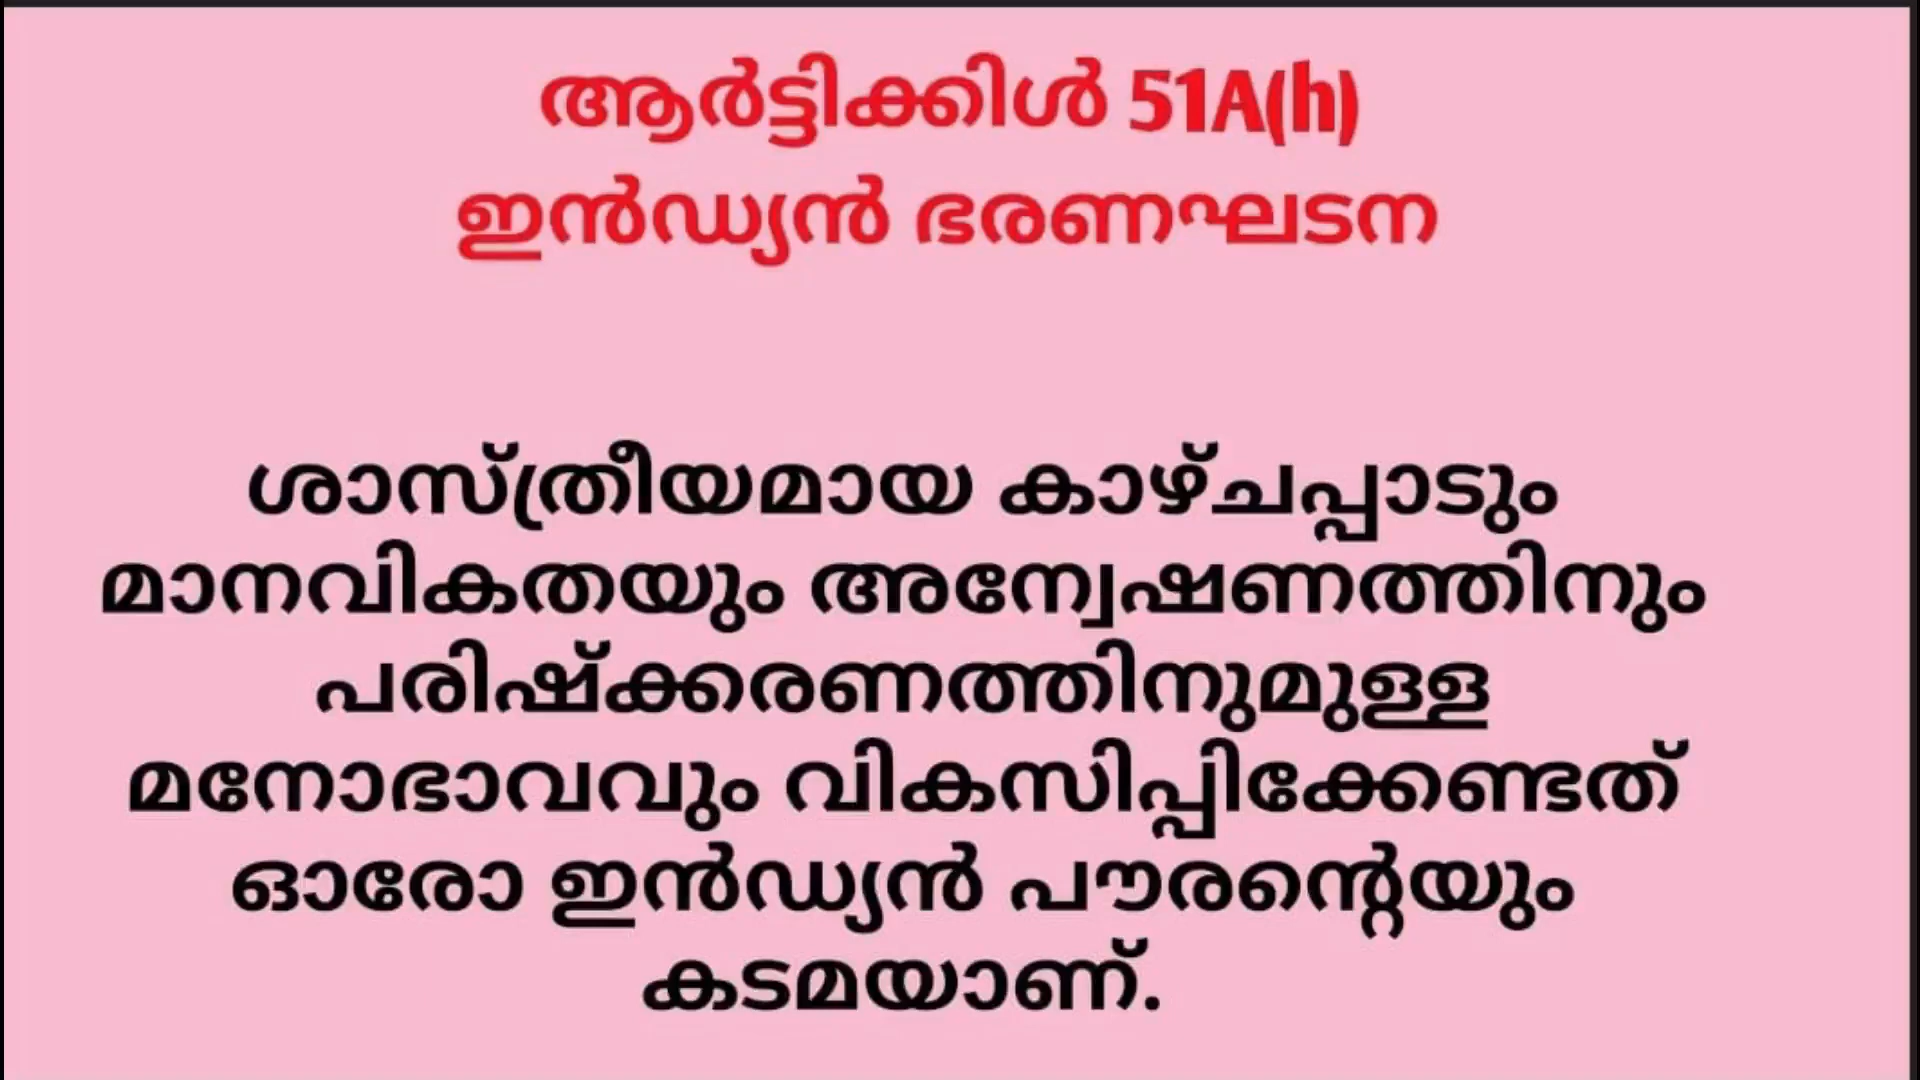 ആർട്ടിക്കിൾ 51A(h)
ഇൻഡ്യൻ ഭരണഘടന
ശാസ്ത്രീയമായ കാഴ്ചപ്പാടും
മാനവികതയും അന്വേഷണത്തിനും
പരിഷ്ക്കരണത്തിനുമുള്ള
മനോഭാവവും വികസിപ്പിക്കേണ്ടത്
ഓരോ ഇൻഡ്യൻ പൗരന്റെയും
കടമയാണ്.